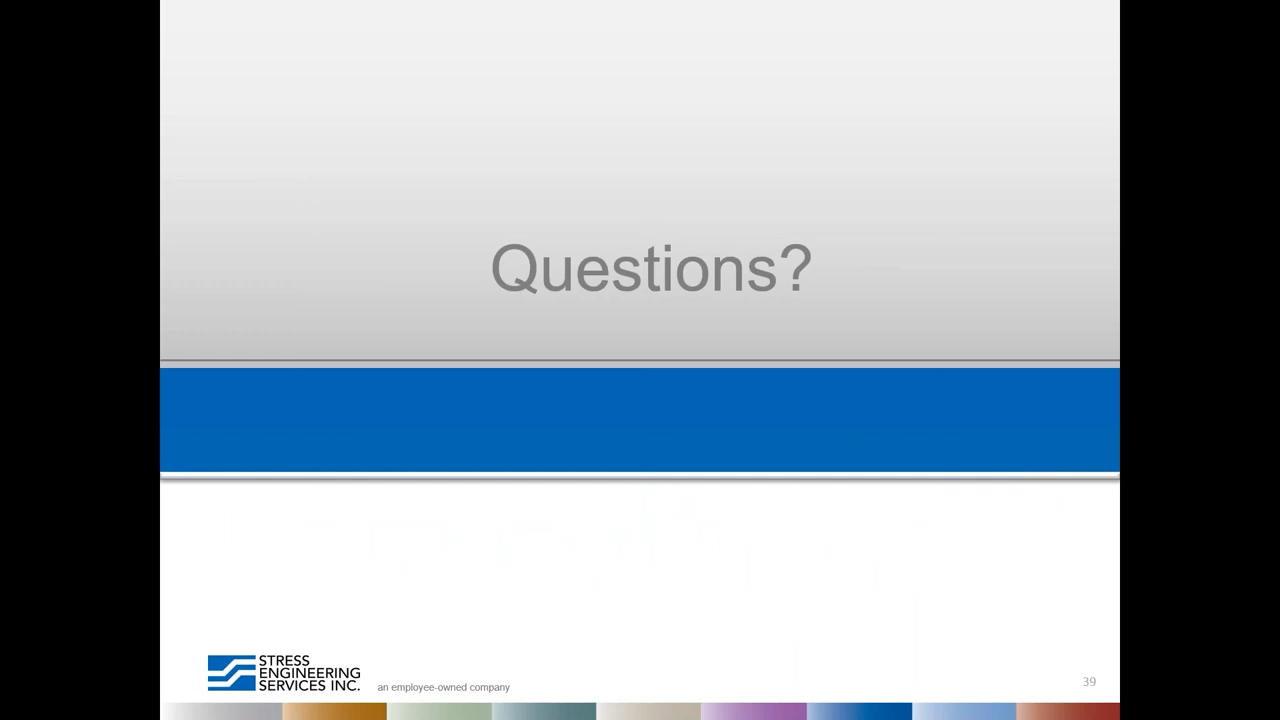 Questions?
STRESS
ENGINEERING
SERVICES INC.
an employee-owned company
39